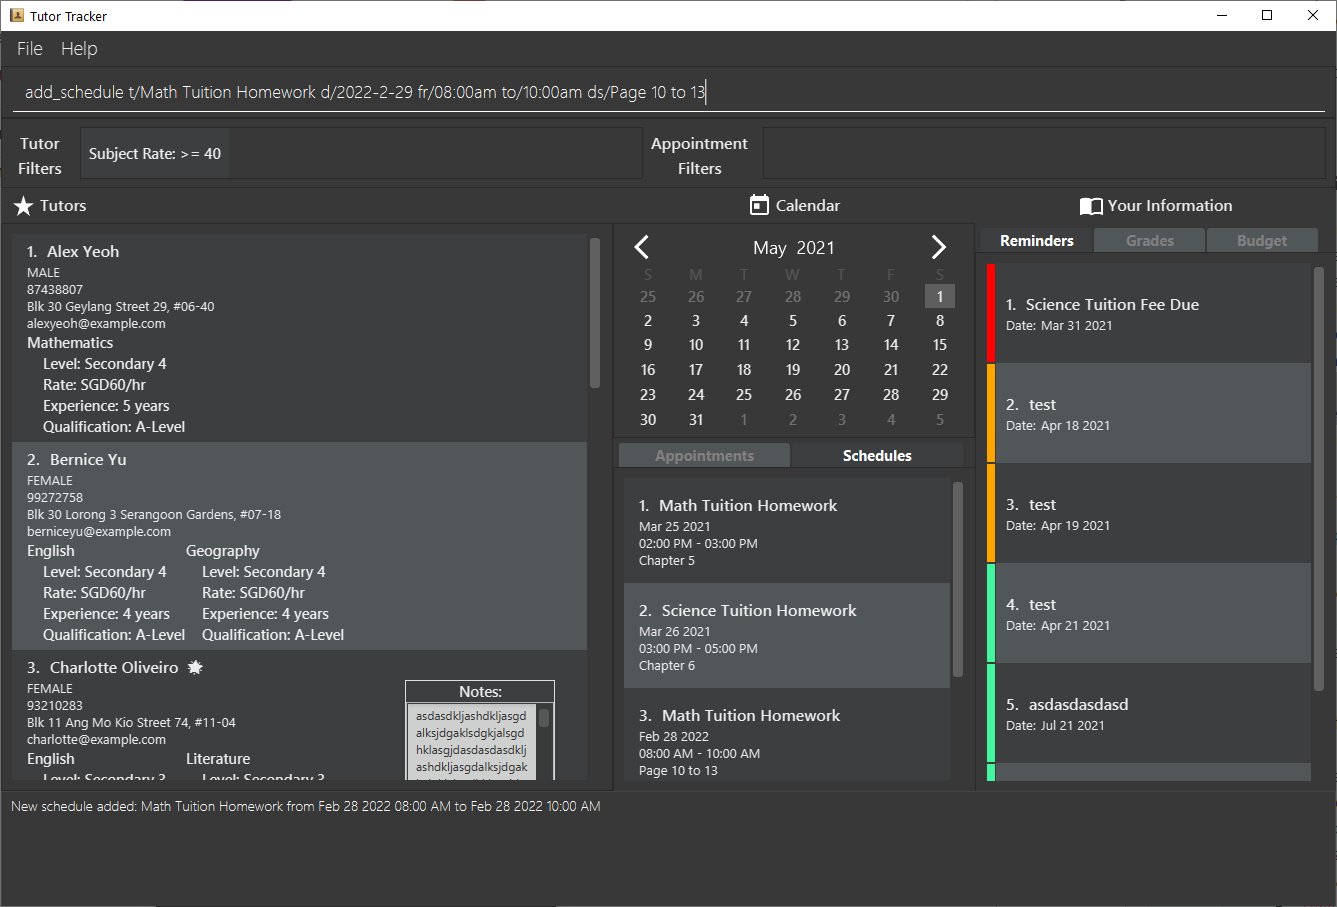 Tutor Tracker
File Help
add_schedule t/Math Tuition Homework d/2022-2-29 fr/08:00am to/10:00am ds/Page 10 to 13
Tutor
Filters
Subject Rate: >= 40
Appointment
Filters
Tutors
1. Alex Yeoh
MALE
87438807
Blk 30 Geylang Street 29, #06-40
alexyeoh@example.com
Mathematics
Level: Secondary 4
Rate: SGD60/hr
Experience: 5 years
Qualification: A-Level
2. Bernice Yu
FEMALE
99272758
Blk 30 Lorong 3 Serangoon Gardens, #07-18
berniceyu@example.com
English Geography
Level: Secondary 4 Level: Secondary 4
Rate: SGD60/hr Rate: SGD60/hr
Experience: 4 years Experience: 4 years
Qualification: A-Level Qualification: A-Level
3. Charlotte Oliveiro
FEMALE
93210283
Blk 11 Ang Mo Kio Street 74, #11-04
charlotte@example.com
English Literature
Level: Secondary 3 Level: Secondary 3
Notes:
asdasdkljashdkljasgd
alksjdgaklsdgkjalsgd
hklasgjdasdasdasdklj
ashdkljasgdalksjdgak
Calendar
May 2021
S M T W T F S
25 26 27 28 29 30 1
2 3 4 5 6 7 8
9 10 11 12 13 14 15
16 17 18 19 20 21 22
23 24 25 26 27 28 29
30 31 1 2 3 4 5
Appointments Schedules
1. Math Tuition Homework
Mar 25 2021
02:00 PM - 03:00 PM
Chapter 5
2. Science Tuition Homework
Mar 26 2021
03:00 PM - 05:00 PM
Chapter 6
3. Math Tuition Homework
Feb 28 2022
08:00 AM - 10:00 AM
Page 10 to 13
Your Information
Reminders Grades Budget
1. Science Tuition Fee Due
Date: Mar 31 2021
2. test
Date: Apr 18 2021
3. test
Date: Apr 19 2021
4. test
Date: Apr 21 2021
5. asdasdasdasd
Date: Jul 21 2021
New schedule added: Math Tuition Homework from Feb 28 2022 08:00 AM to Feb 28 2022 10:00 AM